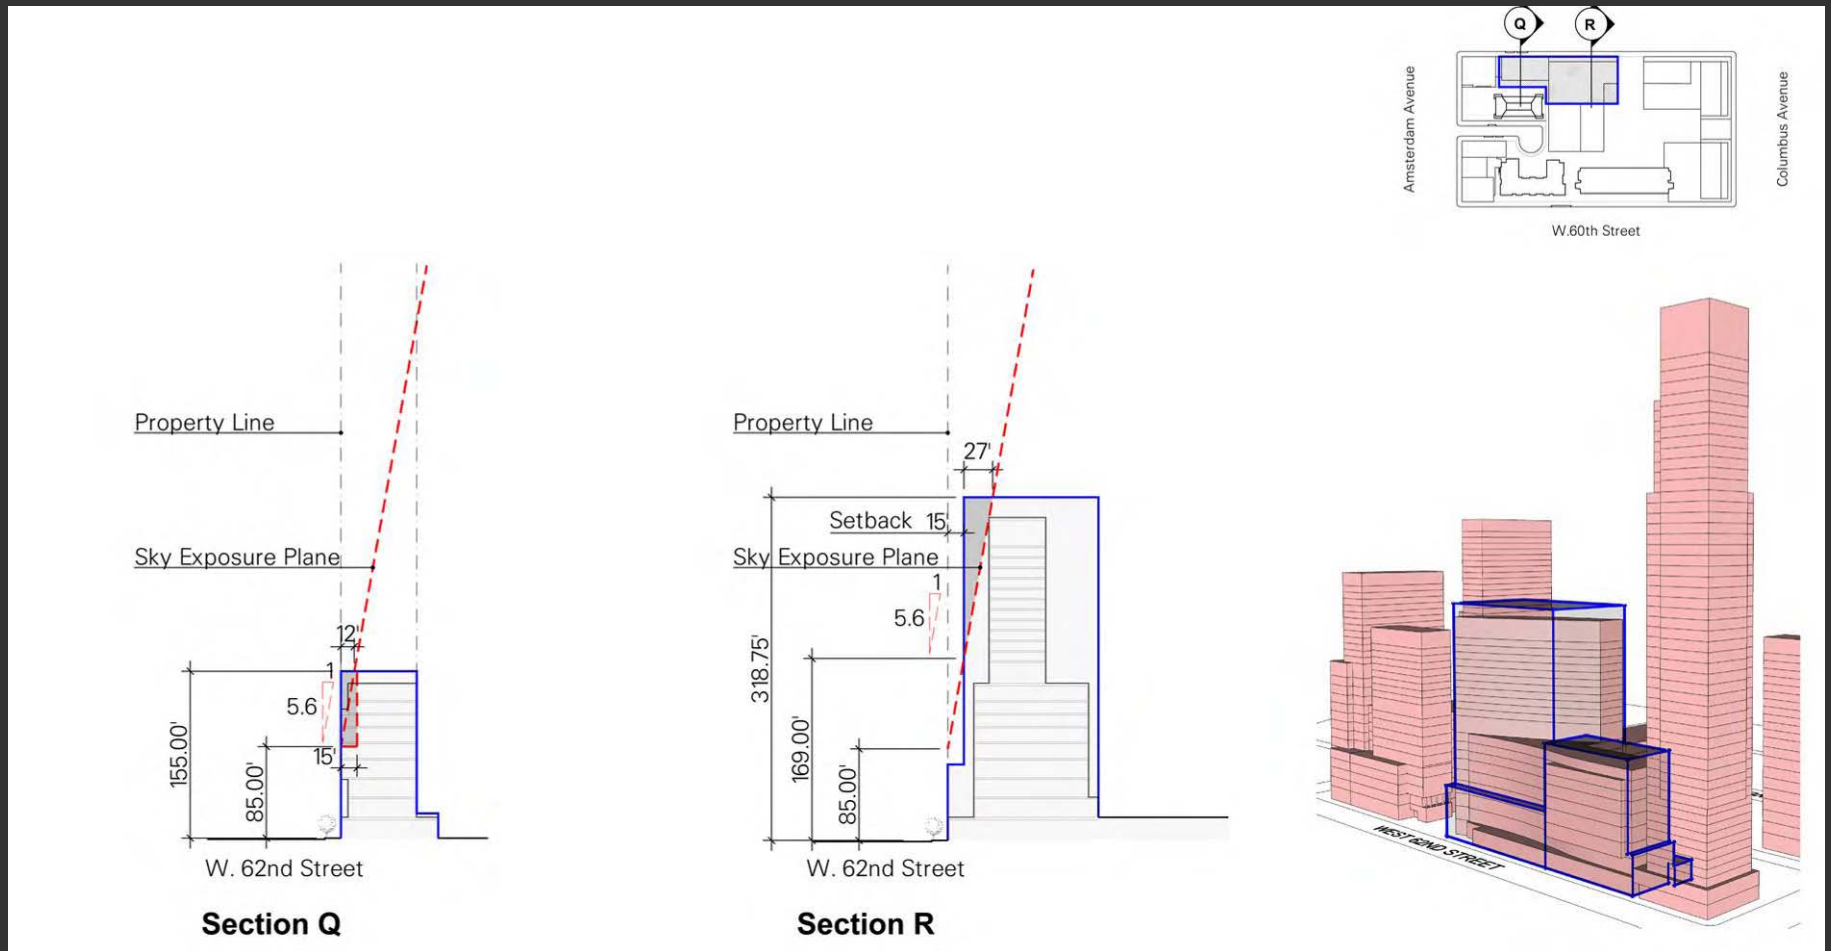 Q
R
Amsterdam Avenue
Columbus Avenue
W.60th Street
Property Line
Sky Exposure Plane
12'
1
5.6
15'
155.00'
85.00'
W. 62nd Street
Section Q
Property Line
27'
Setback 15'
Sky Exposure Plane
1
5.6
318.75'
169.00'
85.00'
W. 62nd Street
Section R
WEST 62ND STREET